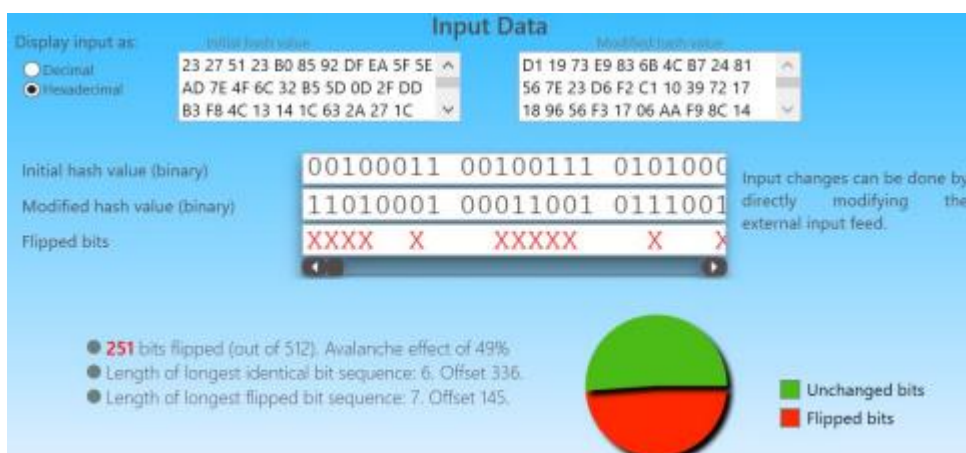 Input Data
Display input as:
Initial hash value
Modified hash value
Decimal
Hexadecimal
23 27 51 23 B0 85 92 DF EA 5F 5E
AD 7E 4F 6C 32 B5 5D 0D 2F DD
B3 F8 4C 13 14 1C 63 2A 27 1C
D1 19 73 E9 83 6B 4C B7 24 81
56 7E 23 D6 F2 C1 10 39 72 17
18 96 56 F3 17 06 AA F9 8C 14
Initial hash value (binary)
00100011 00100111 0101000
Modified hash value (binary)
11010001 00011001 0111001
Flipped bits
XXXX X XXXXX X X
Input changes can be done by
directly modifying the
external input feed.
251 bits flipped (out of 512). Avalanche effect of 49%
Length of longest identical bit sequence: 6. Offset 336.
Length of longest flipped bit sequence: 7. Offset 145.
Unchanged bits
Flipped bits